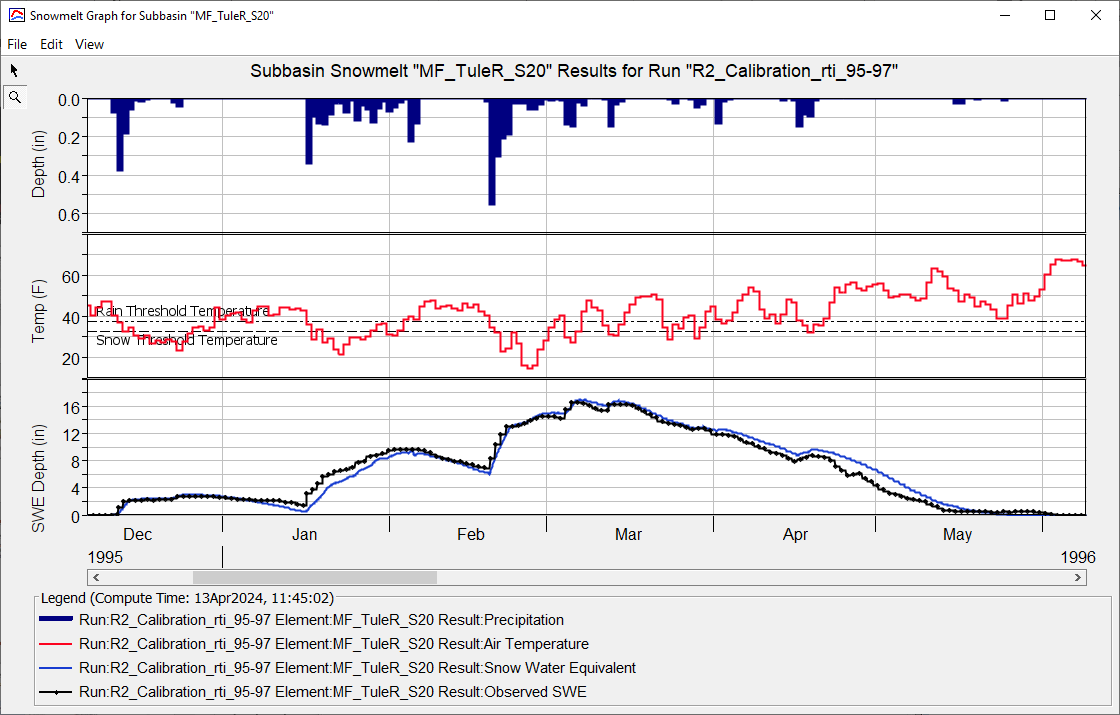 Snowmelt Graph for Subbasin "MF_TuleR_S20"
File Edit View
Subbasin Snowmelt "MF_TuleR_S20" Results for Run "R2_Calibration_rti_95-97"
Depth (in)
0.0
0.2
0.4
0.6
Temp (F)
60
40
20
Rain Threshold Temperature
Snow Threshold Temperature
SWE Depth (in)
16
12
8
4
0
Dec Jan Feb Mar Apr May
1995 1996
Legend (Compute Time: 13Apr2024, 11:45:02)
Run:R2_Calibration_rti_95-97 Element:MF_TuleR_S20 Result:Precipitation
Run:R2_Calibration_rti_95-97 Element:MF_TuleR_S20 Result:Air Temperature
Run:R2_Calibration_rti_95-97 Element:MF_TuleR_S20 Result:Snow Water Equivalent
Run:R2_Calibration_rti_95-97 Element:MF_TuleR_S20 Result:Observed SWE